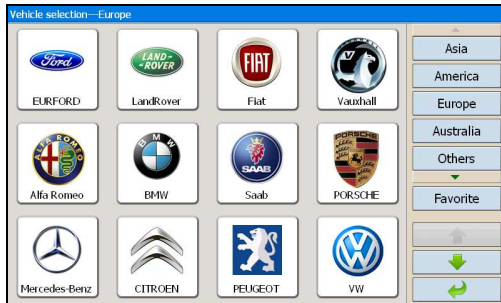 Vehicle selection---Europe
Ford
LAND-
-ROVER
FIAT
EURFORD
LandRover
Fiat
Vauxhall
Asia
America
Europe
Australia
Others
Favorite
ALFA ROMEO
BMW
SAAB
PORSCHE
Alfa Romeo
BMW
Saab
PORSCHE
Mercedes-Benz
CITROEN
PEUGEOT
VW